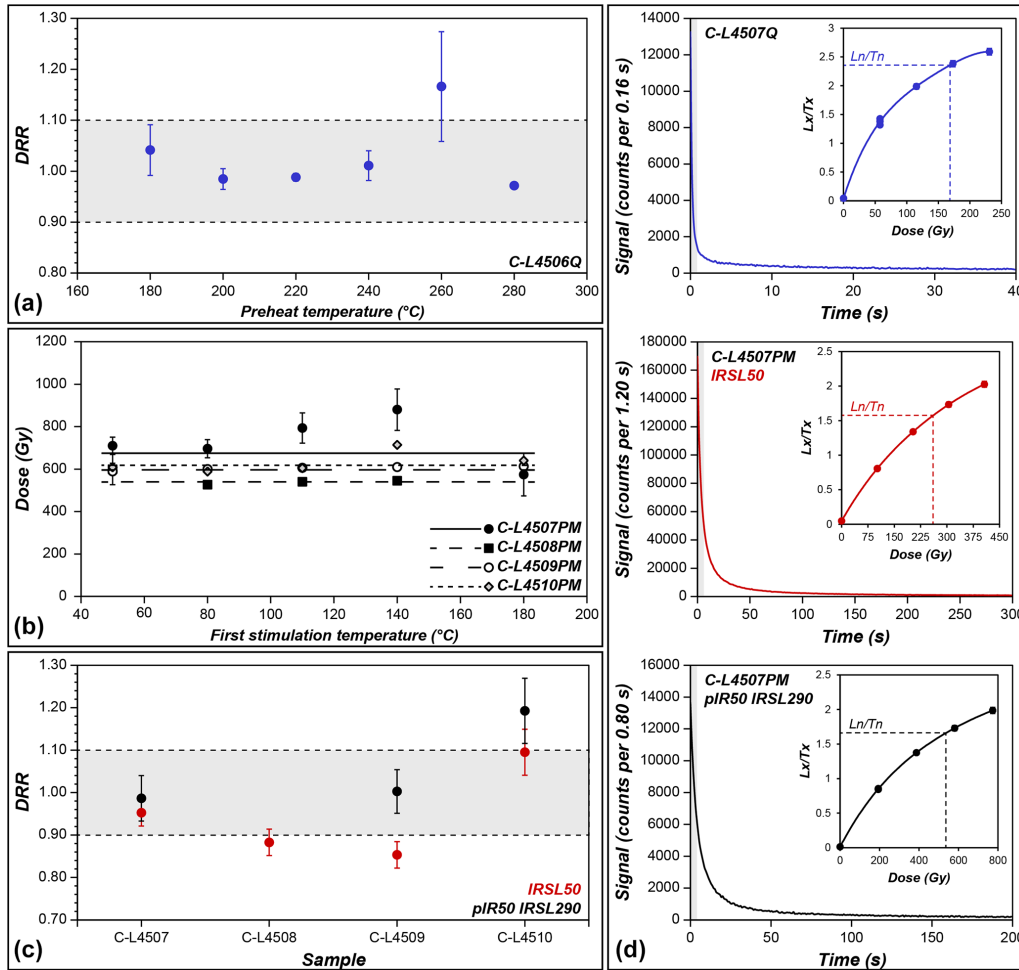 1.30
1.20
1.10
1.00
0.90
0.80
DRR
C-L4506Q
160 180 200 220 240 260 280 300
(a) Preheat temperature (°C)
1200
1000
800
600
400
200
0
Dose (Gy)
C-L4507PM
C-L4508PM
C-L4509PM
C-L4510PM
40 60 80 100 120 140 160 180 200
(b) First stimulation temperature (°C)
1.30
1.20
1.10
1.00
0.90
0.80
0.70
DRR
IRSL50
pIR50 IRSL290
C-L4507 C-L4508 C-L4509 C-L4510
(c) Sample
14000
12000
10000
8000
6000
4000
2000
0
Signal (counts per 0.16 s)
C-L4507Q
3
2.5
2
1.5
1
0.5
0
Lx/Tx
Ln/Tn
0 50 100 150 200 250
Dose (Gy)
0 10 20 30 40
Time (s)
180000
160000
140000
120000
100000
80000
60000
40000
20000
0
Signal (counts per 1.20 s)
C-L4507PM
IRSL50
2.5
2
1.5
1
0.5
0
Lx/Tx
Ln/Tn
0 75 150 225 300 375 450
Dose (Gy)
0 50 100 150 200 250 300
Time (s)
16000
14000
12000
10000
8000
6000
4000
2000
0
Signal (counts per 0.80 s)
C-L4507PM
pIR50 IRSL290
2.5
2
1.5
1
0.5
0
Lx/Tx
Ln/Tn
0 200 400 600 800
Dose (Gy)
0 50 100 150 200
(d) Time (s)